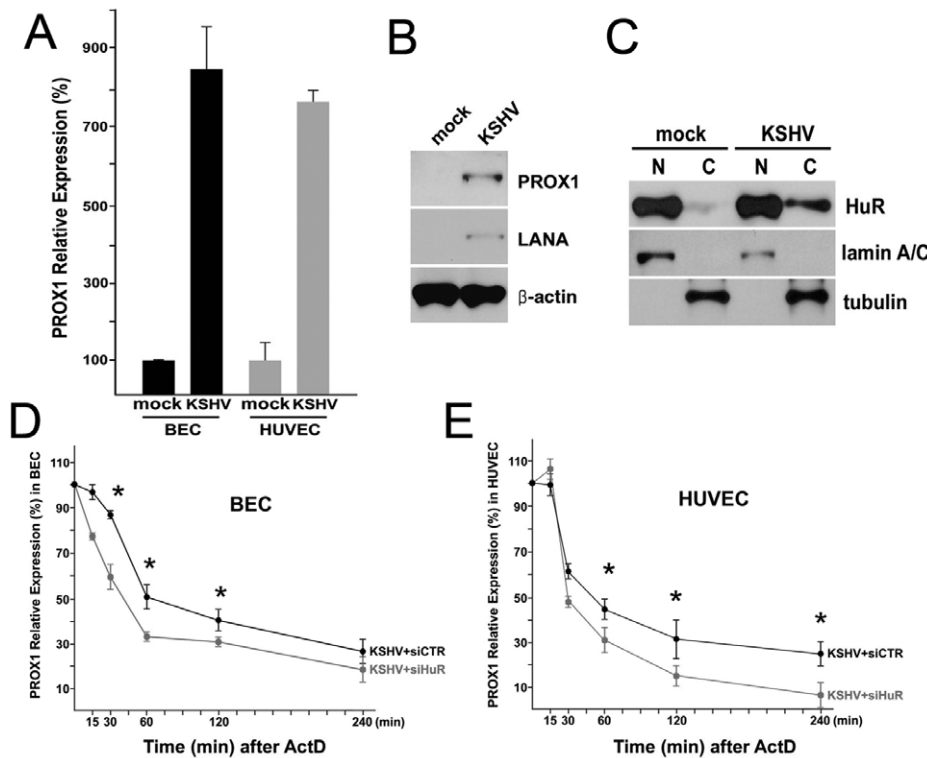 A
PROX1 Relative Expression (%)
900
700
500
300
100
mock KSHV mock KSHV
BEC HUVEC
B
mock KSHV
PROX1
LANA
β-actin
C
mock KSHV
N C N C
HuR
lamin A/C
tubulin
D
PROX1 Relative Expression (%) in BEC
110
90
70
50
30
10
BEC
* * *
KSHV+siCTR
KSHV+siHuR
15 30 60 120 240 (min)
Time (min) after ActD
E
PROX1 Relative Expression (%) in HUVEC
110
90
70
50
30
10
HUVEC
* * *
KSHV+siCTR
KSHV+siHuR
15 30 60 120 240 (min)
Time (min) after ActD